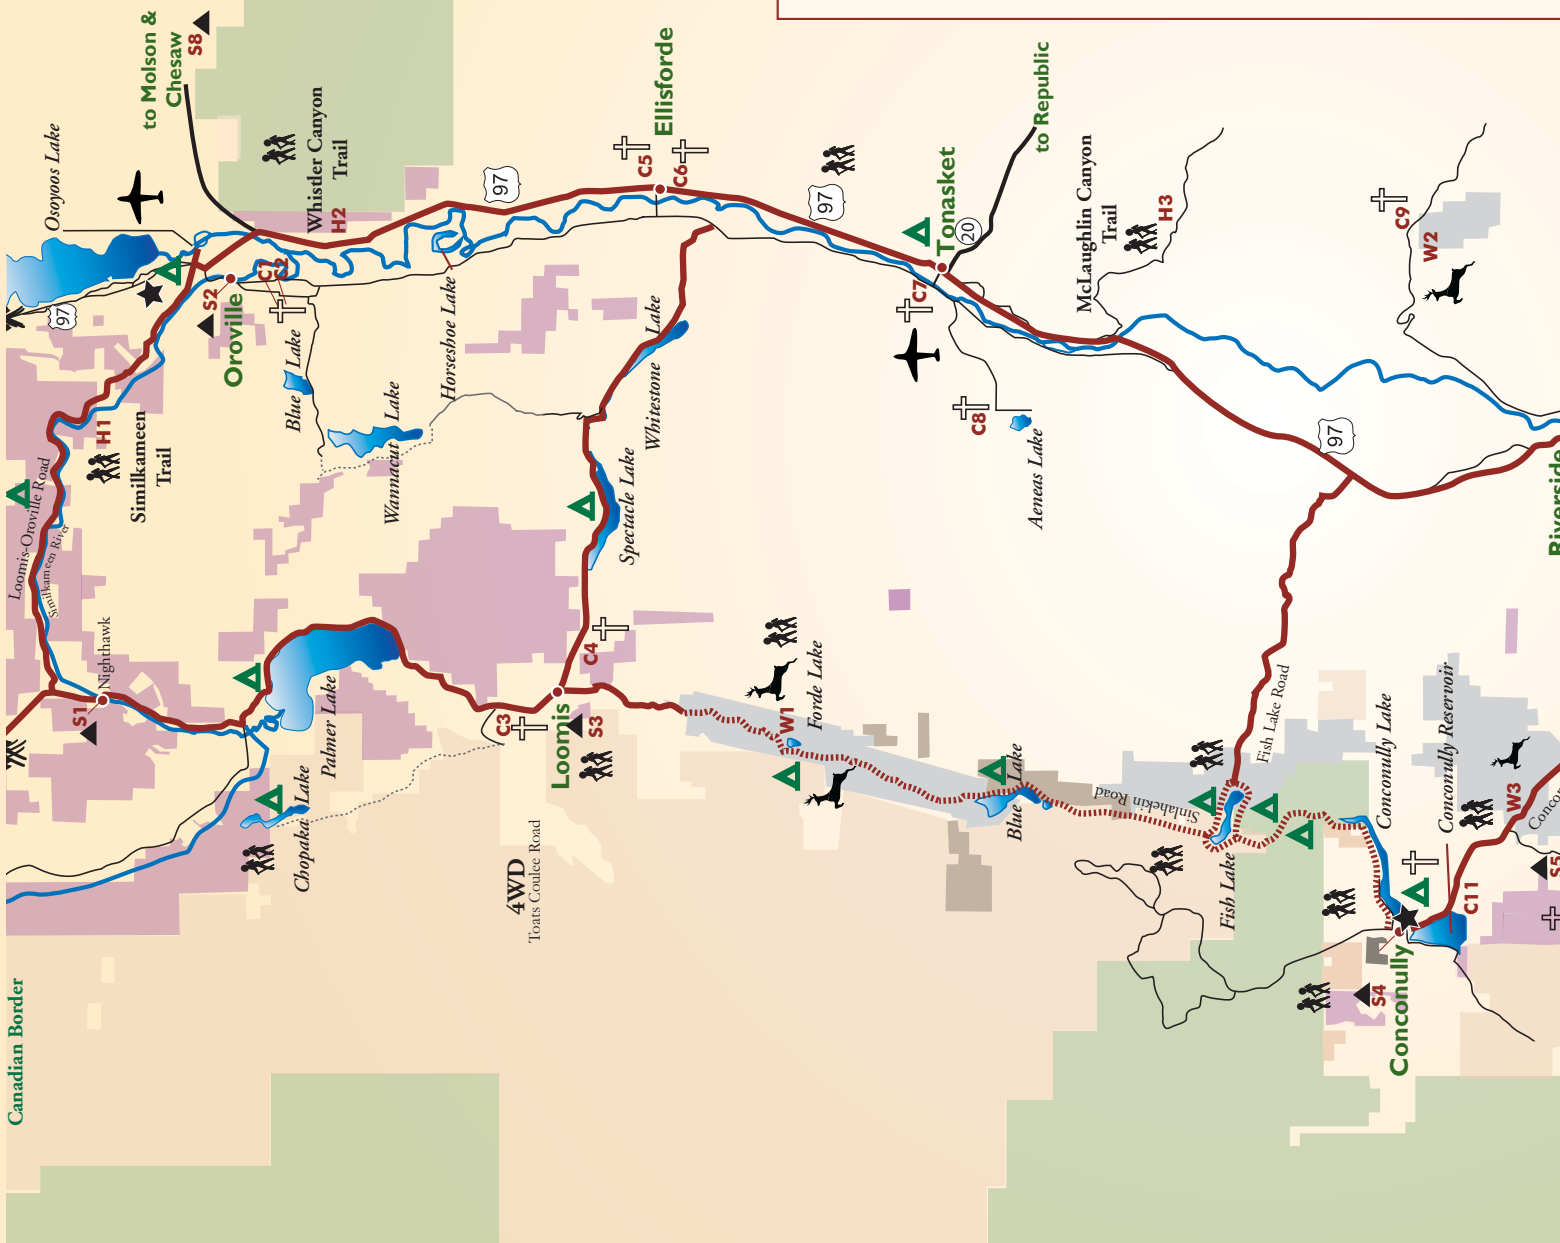 Canadian Border
Osoyoos Lake
to Molson &
Chesaw
S8
Whistler Canyon
Trail
H2
97
S2
Oroville
C1
C2
Blue Lake
Wannacut Lake
Horseshoe Lake
97
C5
Ellisforde
C6
97
Tonasket
20
to Republic
C7
McLaughlin Canyon
Trail
H3
C9
W2
C8
Aeneas Lake
97
Riverside
Loomis-Oroville Road
Similkameen River
H1
Similkameen
Trail
S1
Nighthawk
Palmer Lake
Chopaka Lake
Whitestone Lake
Spectacle Lake
C4
C3
Loomis
S3
4WD
Toats Coulee Road
W1
Forde Lake
Blue Lake
Sinlahekin Road
Fish Lake Road
Fish Lake
Conconully Lake
Conconully Reservoir
W3
S5
C11
S4
Conconully
97